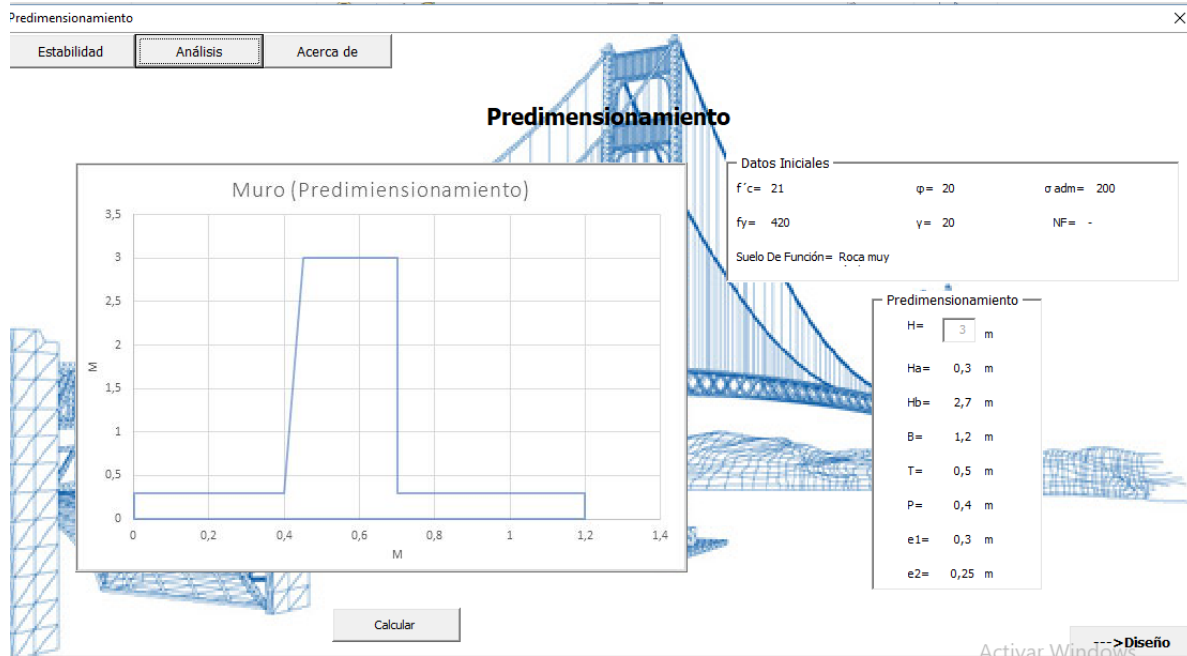 Predimensionamiento
Estabilidad Análisis Acerca de
Predimensionamiento
Muro (Predimiensionamiento)
3,5
3
2,5
2
1,5
1
0,5
0
M
0 0,2 0,4 0,6 0,8 1 1,2 1,4
M
Datos Iniciales
f´c= 21 φ= 20 σ adm= 200
fy= 420 γ= 20 NF= -
Suelo De Función= Roca muy
Predimensionamiento
H= 3 m
Ha= 0,3 m
Hb= 2,7 m
B= 1,2 m
T= 0,5 m
P= 0,4 m
e1= 0,3 m
e2= 0,25 m
Calcular
--->Diseño
Activar Windows